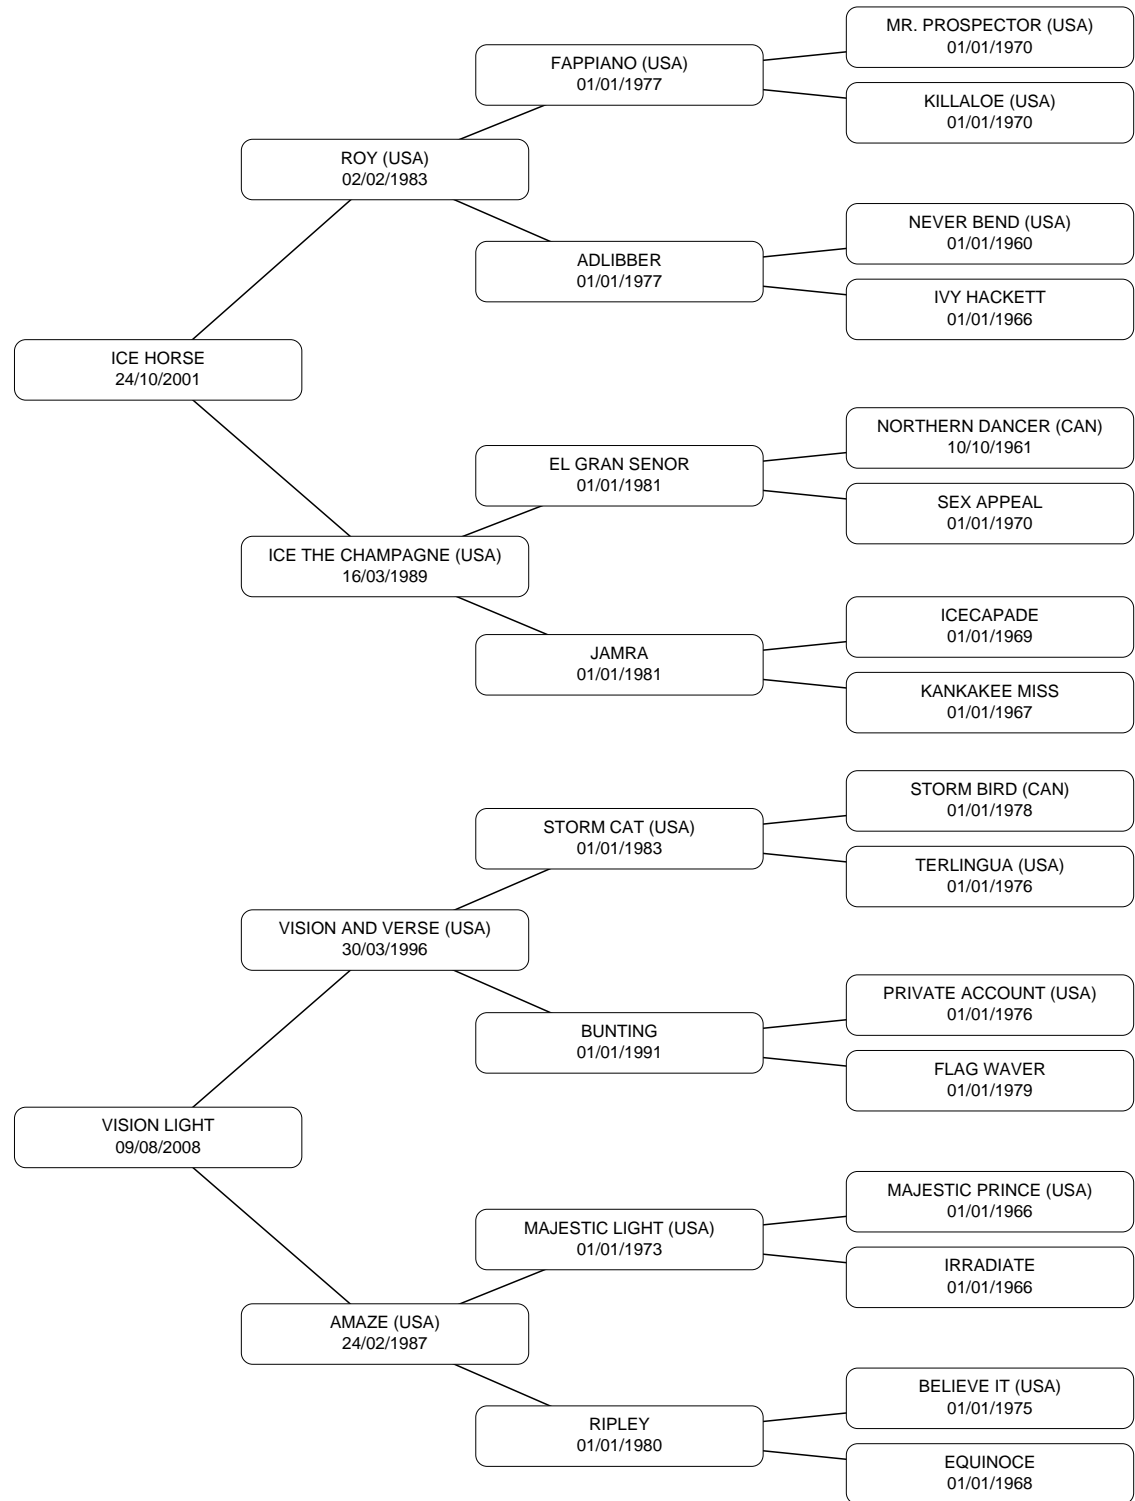 MR. PROSPECTOR (USA)
01/01/1970
FAPPIANO (USA)
01/01/1977
KILLALOE (USA)
01/01/1970
ROY (USA)
02/02/1983
NEVER BEND (USA)
01/01/1960
ADLIBBER
01/01/1977
IVY HACKETT
01/01/1966
ICE HORSE
24/10/2001
NORTHERN DANCER (CAN)
10/10/1961
EL GRAN SENOR
01/01/1981
SEX APPEAL
01/01/1970
ICE THE CHAMPAGNE (USA)
16/03/1989
ICECAPADE
01/01/1969
JAMRA
01/01/1981
KANKAKEE MISS
01/01/1967
STORM BIRD (CAN)
01/01/1978
STORM CAT (USA)
01/01/1983
TERLINGUA (USA)
01/01/1976
VISION AND VERSE (USA)
30/03/1996
PRIVATE ACCOUNT (USA)
01/01/1976
BUNTING
01/01/1991
FLAG WAVER
01/01/1979
VISION LIGHT
09/08/2008
MAJESTIC PRINCE (USA)
01/01/1966
MAJESTIC LIGHT (USA)
01/01/1973
IRRADIATE
01/01/1966
AMAZE (USA)
24/02/1987
BELIEVE IT (USA)
01/01/1975
RIPLEY
01/01/1980
EQUINOCE
01/01/1968